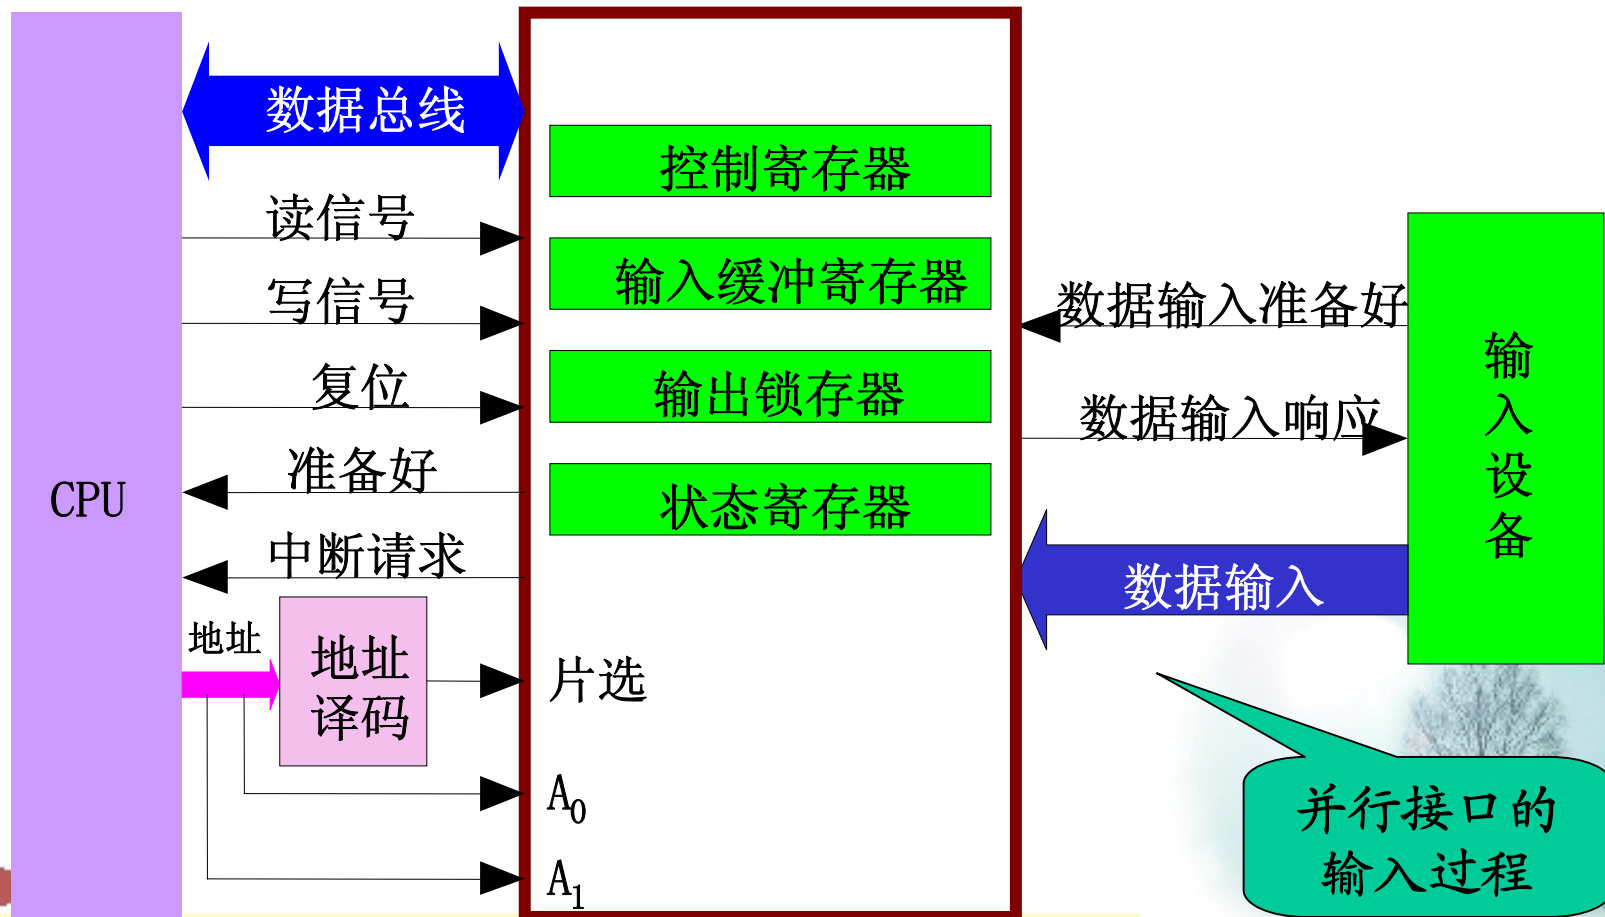 CPU
数据总线
读信号
写信号
复位
准备好
中断请求
地址
地址
译码
控制寄存器
输入缓冲寄存器
输出锁存器
状态寄存器
片选
A₀
A₁
数据输入准备好
数据输入响应
数据输入
输
入
设
备
并行接口的
输入过程